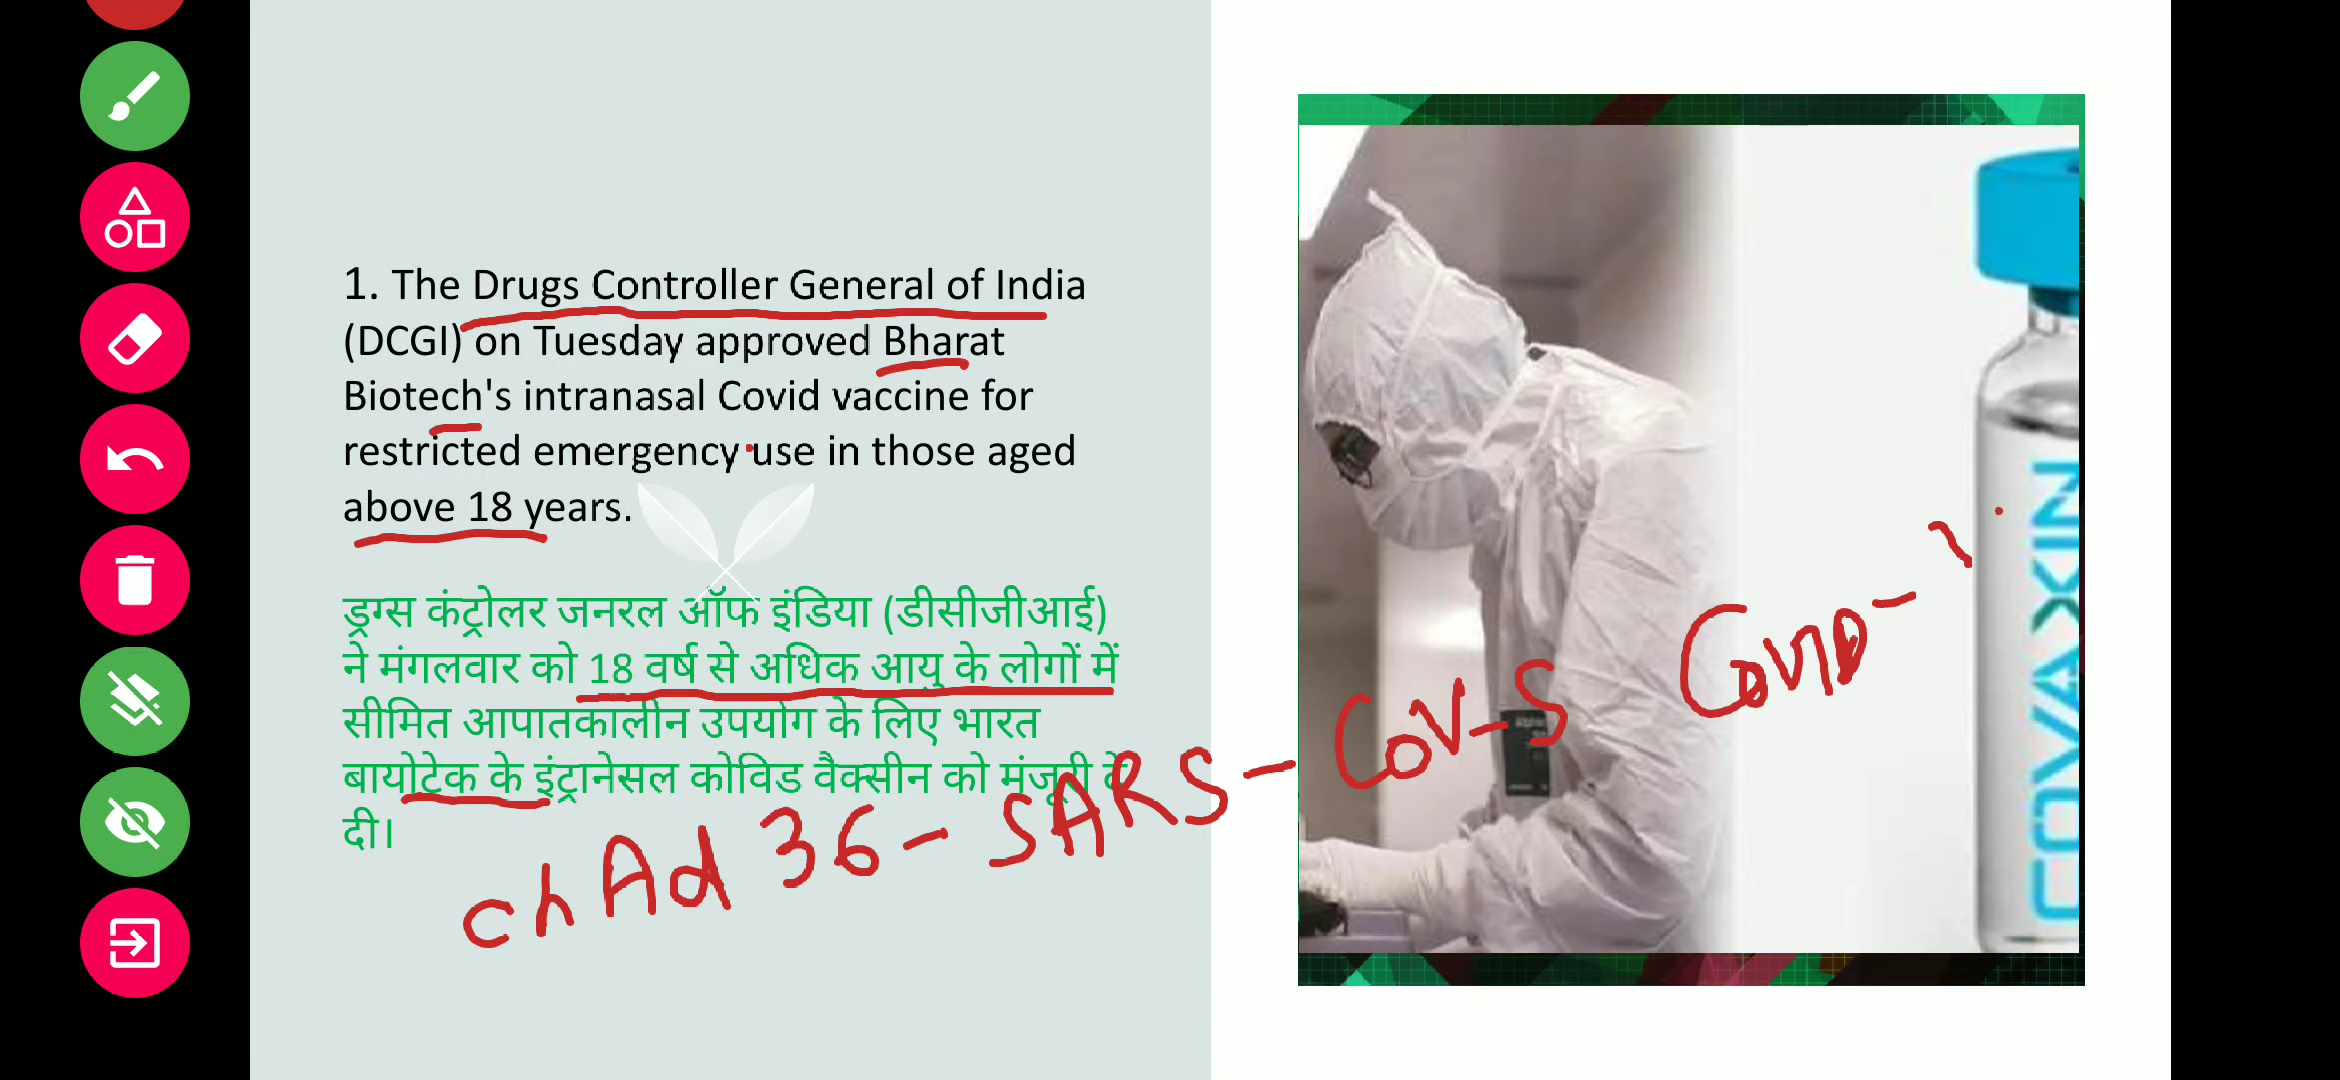 1. The Drugs Controller General of India
(DCGI) on Tuesday approved Bharat
Biotech's intranasal Covid vaccine for
restricted emergency use in those aged
above 18 years.
ड्रग्स कंट्रोलर जनरल ऑफ इंडिया (डीसीजीआई)
ने मंगलवार को 18 वर्ष से अधिक आयु के लोगों में
सीमित आपातकालीन उपयोग के लिए भारत
बायोटेक के इंट्रानेसल कोविड वैक्सीन को मंजूरी दे
दी।
chAd 36-SARS-CoV-S
COVID-
COVAXIN